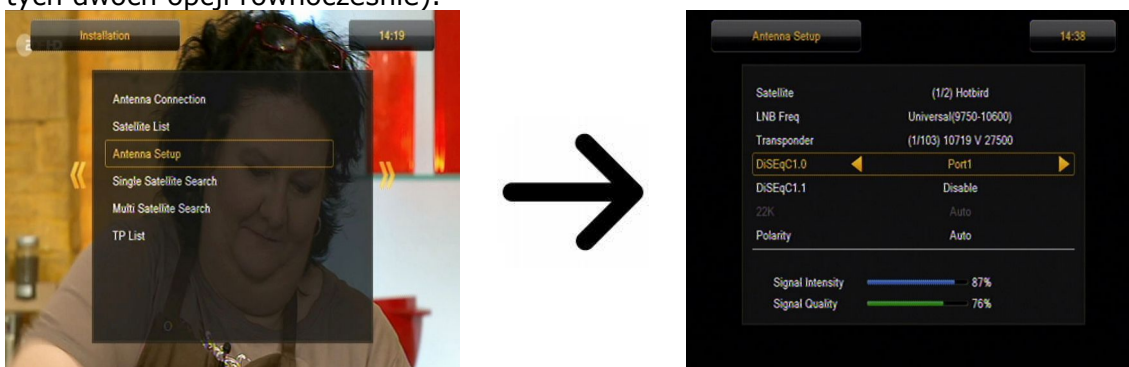 tych dwóch opcji równocześnie).
Installation 14:19
Antenna Connection
Satellite List
Antenna Setup
Single Satellite Search
Multi Satellite Search
TP List
Antenna Setup 14:38
Satellite (1/2) Hotbird
LNB Freq Universal(9750-10600)
Transponder (1/103) 10719 V 27500
DiSEqC1.0 Port1
DiSEqC1.1 Disable
22K Auto
Polarity Auto
Signal Intensity 87%
Signal Quality 76%